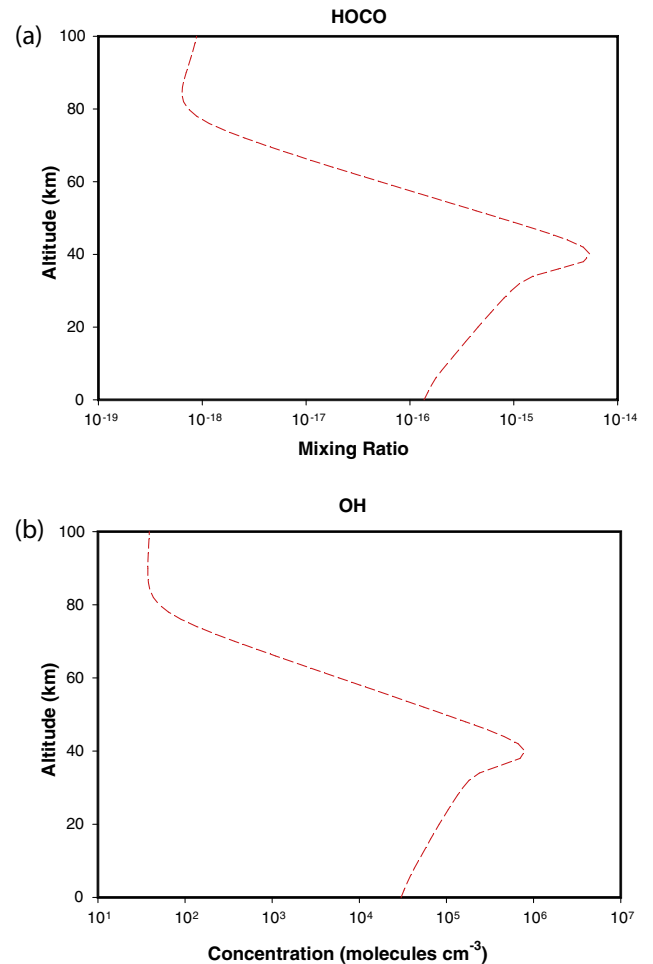 (a)
HOCO
100
80
60
40
20
0
Altitude (km)
10-19 10-18 10-17 10-16 10-15 10-14
Mixing Ratio
(b)
OH
100
80
60
40
20
0
Altitude (km)
10¹ 10² 10³ 10⁴ 10⁵ 10⁶ 10⁷
Concentration (molecules cm-3)